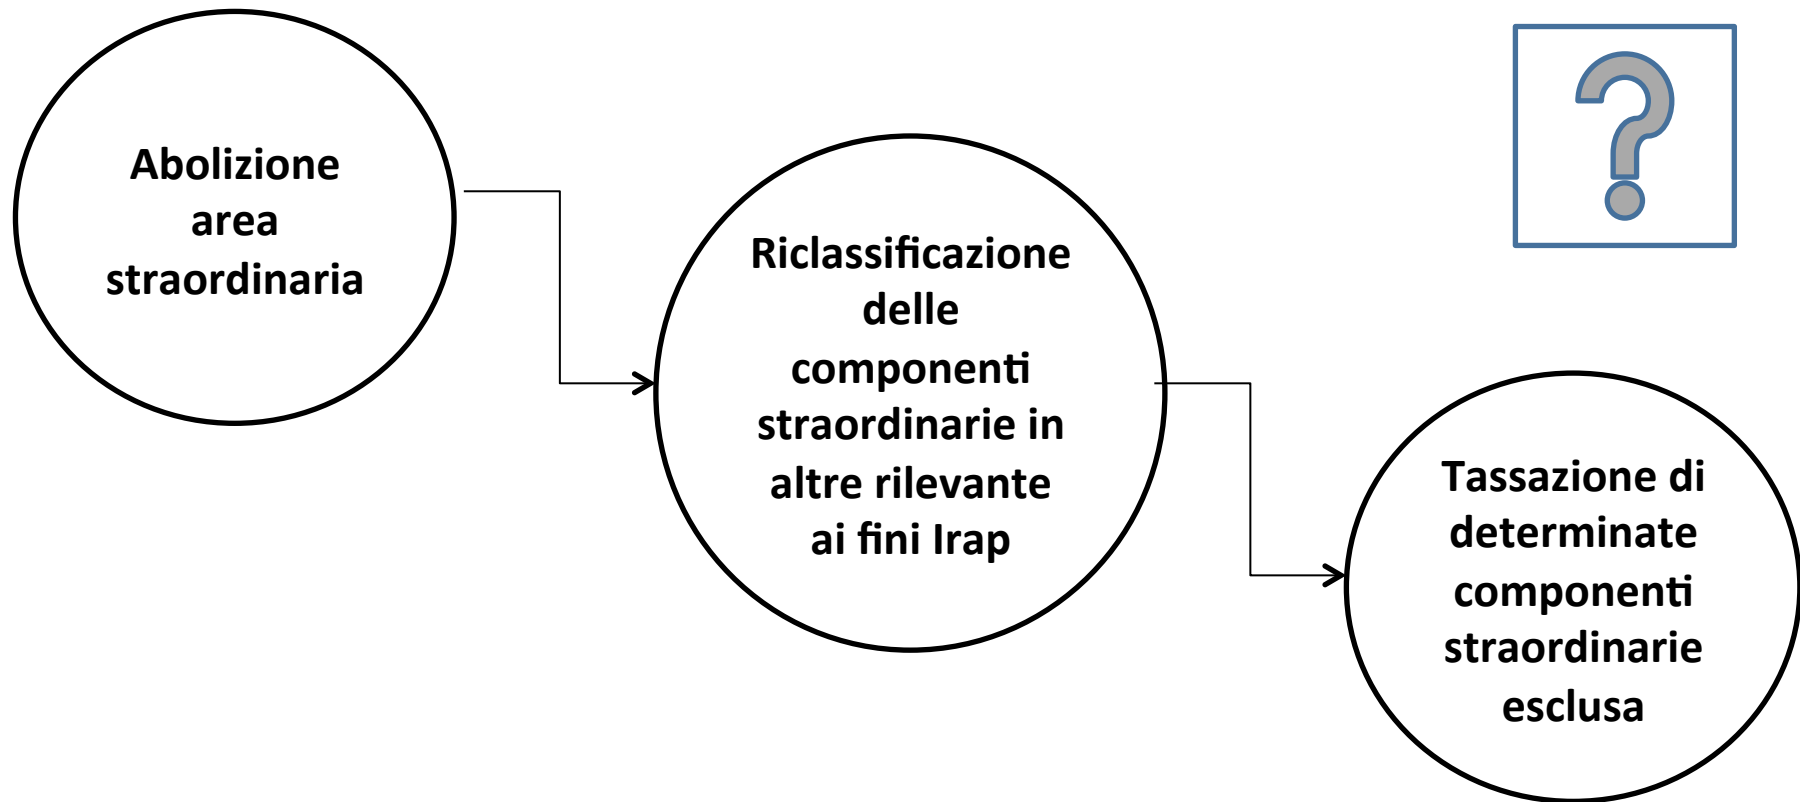 Abolizione
area
straordinaria
Riclassificazione
delle
componenti
straordinarie in
altre rilevante
ai fini Irap
?
Tassazione di
determinate
componenti
straordinarie
esclusa